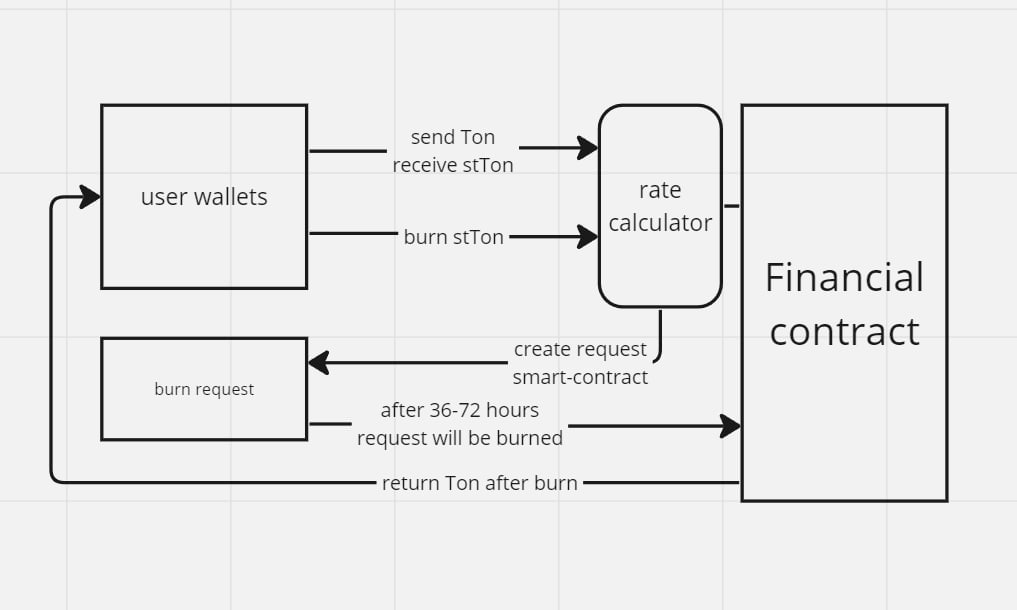 send Ton
receive stTon
user wallets
burn stTon
rate
calculator
Financial
contract
create request
smart-contract
burn request
after 36-72 hours
request will be burned
return Ton after burn